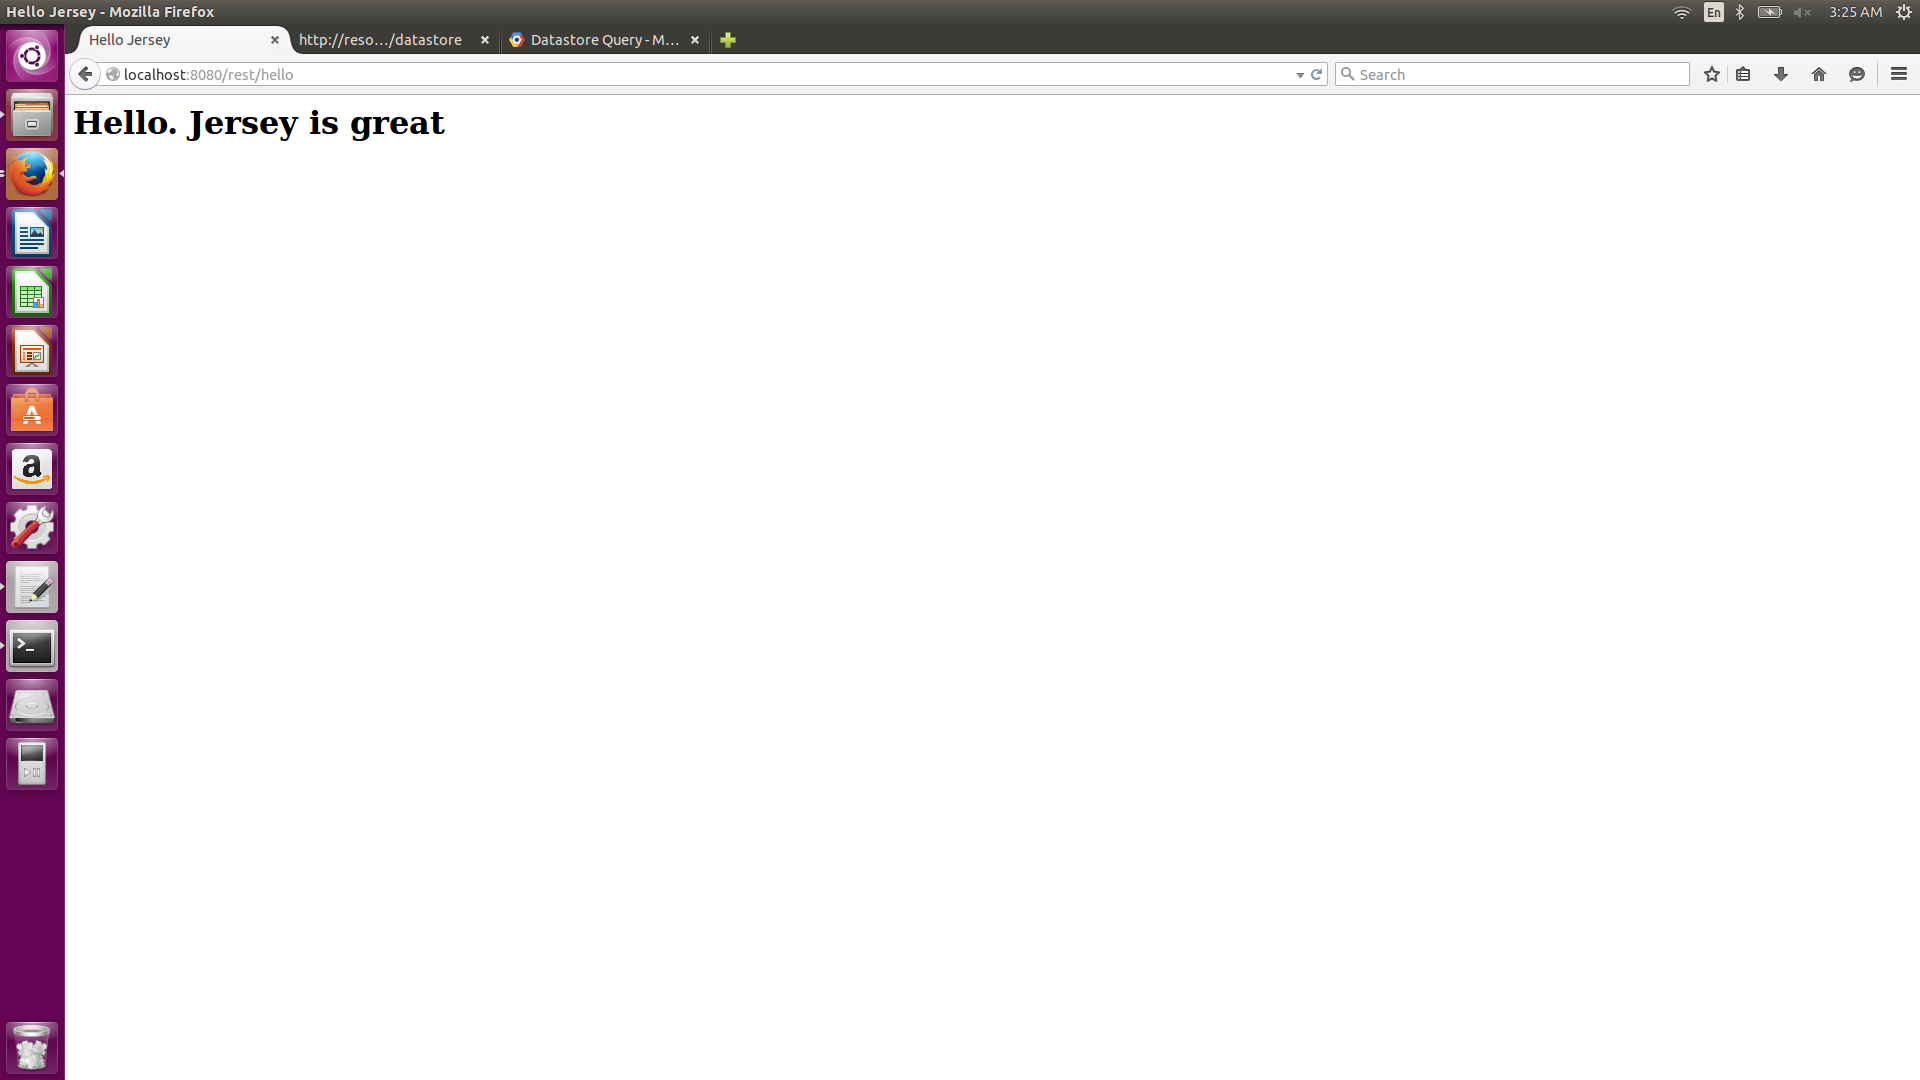 Hello Jersey - Mozilla Firefox
En
3:25 AM
Hello Jersey
http://reso.../datastore
Datastore Query - M...
localhost:8080/rest/hello
Search
Hello. Jersey is great
A
a
>_